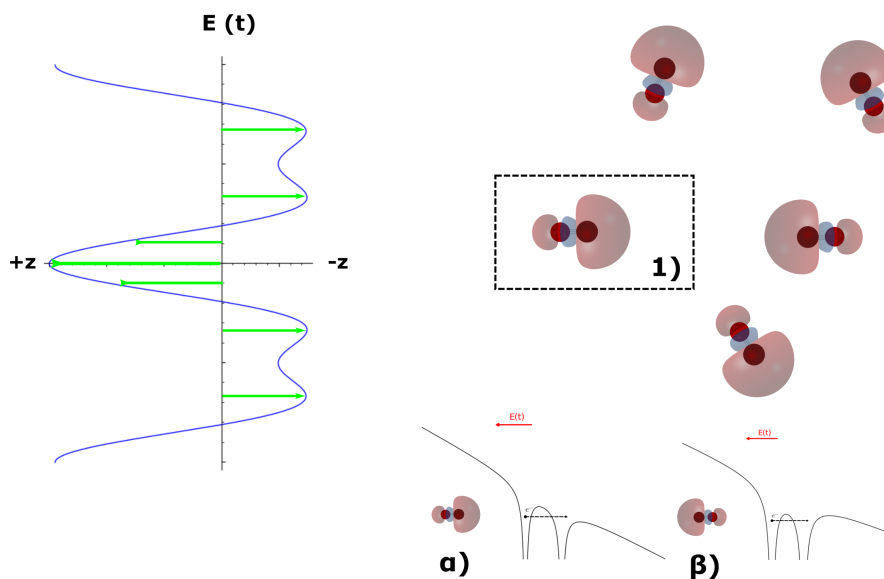 E (t)
+z
-z
1)
E(t)
E(t)
e⁻
e⁻
α)
β)